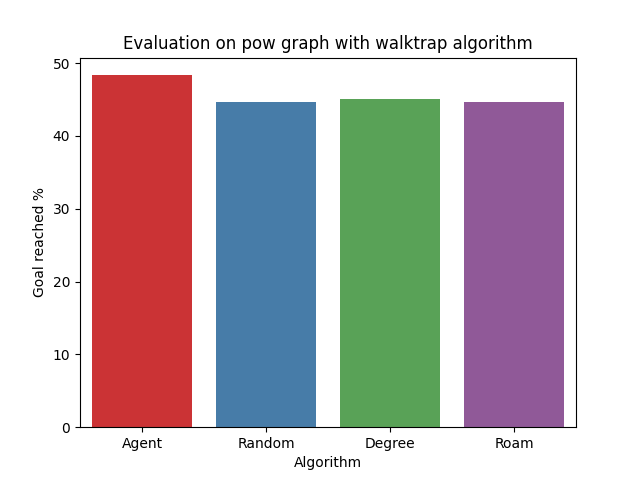 Evaluation on pow graph with walktrap algorithm
50
40
30
20
10
0
Goal reached %
Agent
Random
Degree
Roam
Algorithm